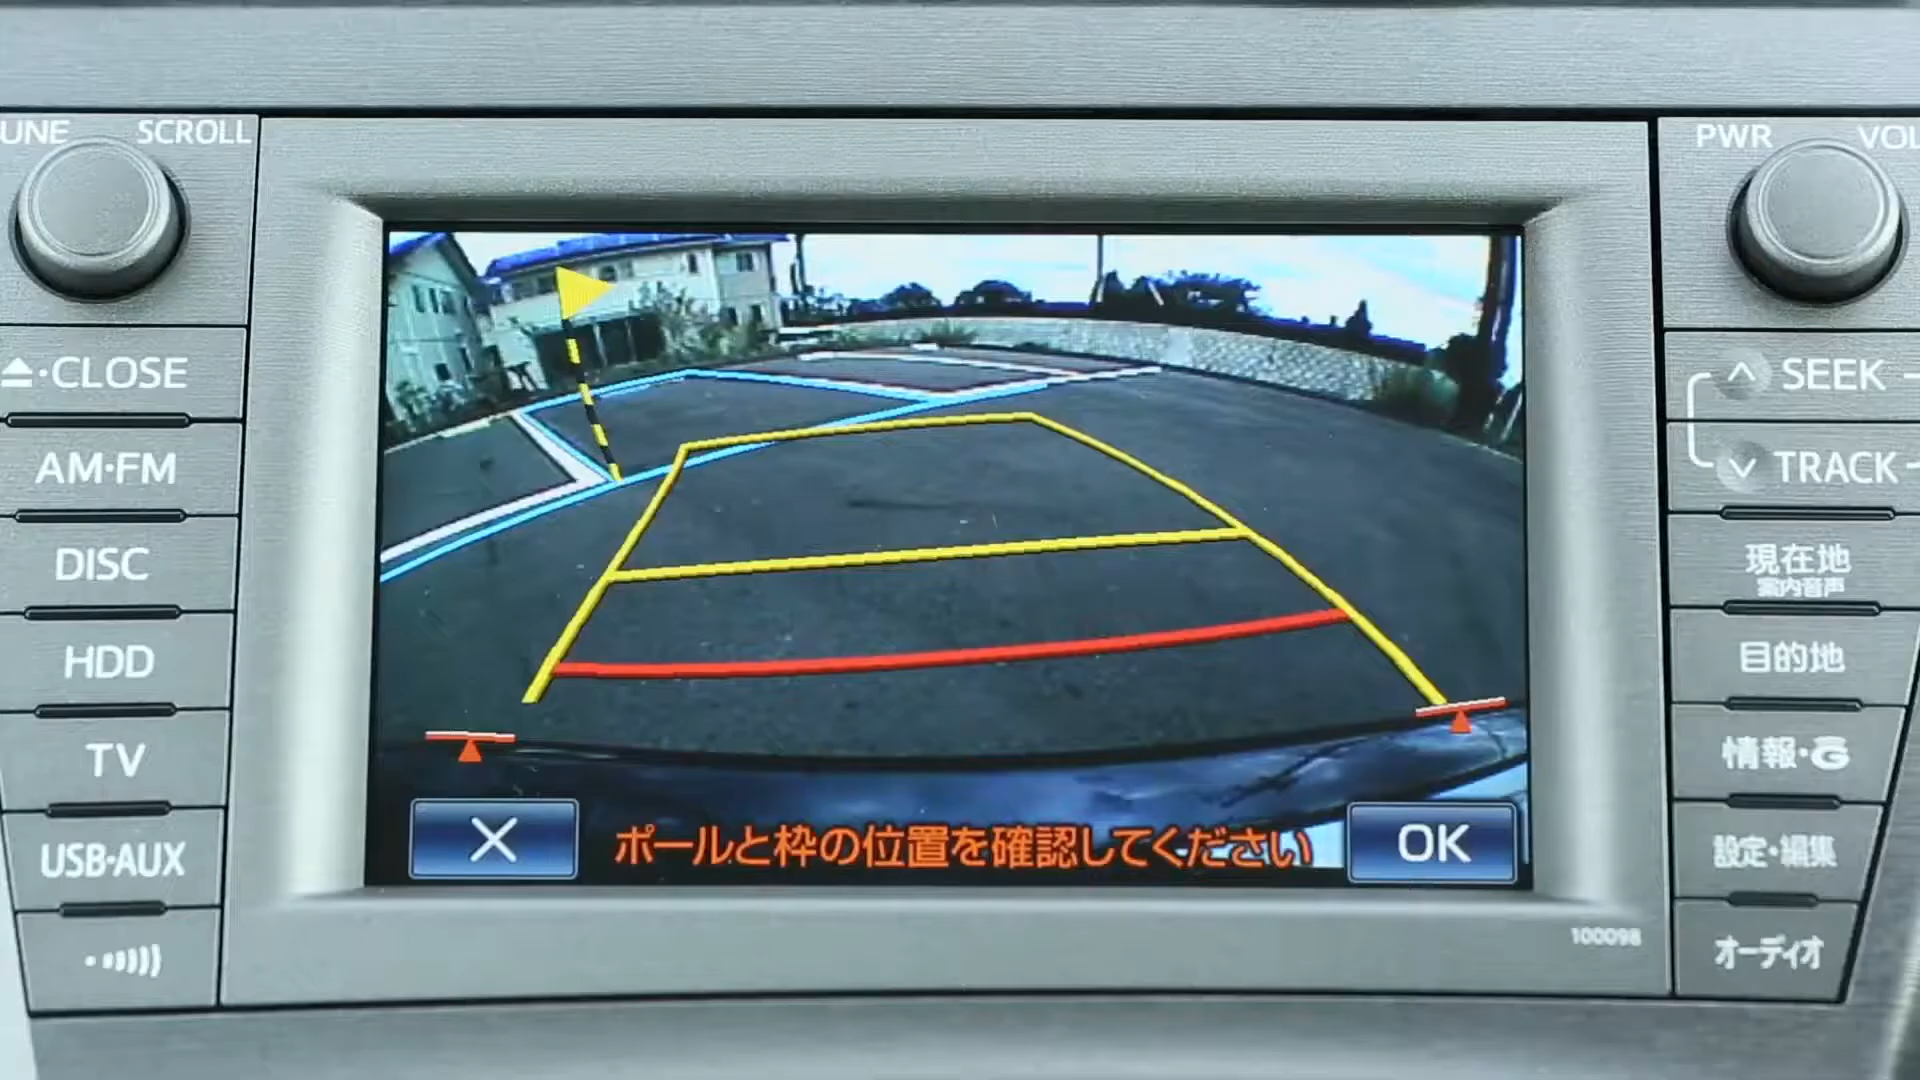 SCROLL
PWR
CLOSE
AM·FM
DISC
HDD
TV
USB·AUX
SEEK
TRACK
現在地
案内音声
目的地
情報·G
設定·編集
オーディオ
×
ポールと枠の位置を確認してください
OK
100098